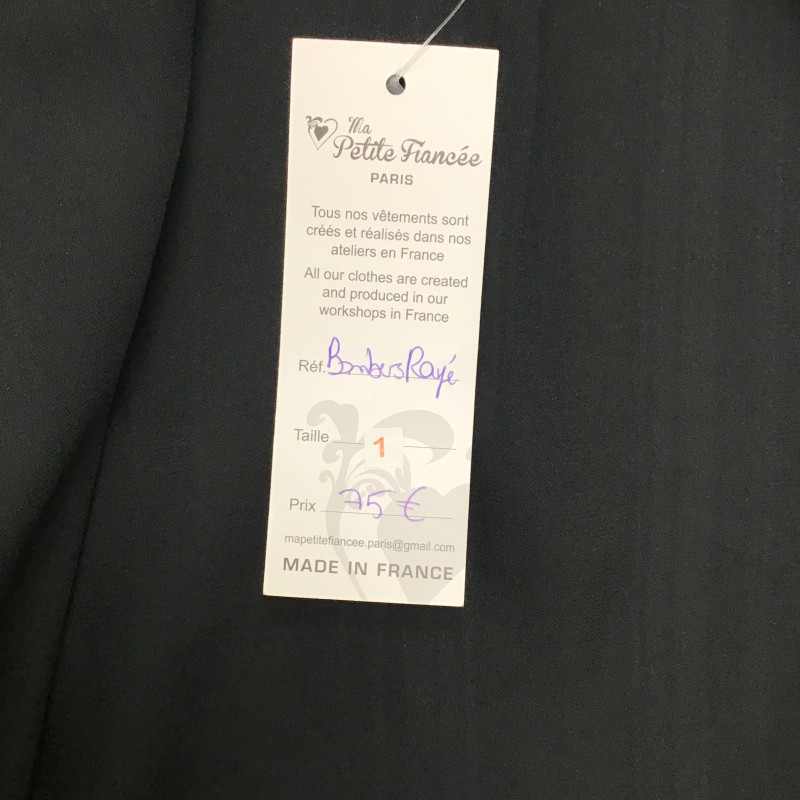 Ma
Petite Fiancée
PARIS
Tous nos vêtements sont
créés et réalisés dans nos
ateliers en France
All our clothes are created
and produced in our
workshops in France
Réf. Bombers Rayé
Taille 1
Prix 75 €
mapetitefiancee.paris@gmail.com
MADE IN FRANCE